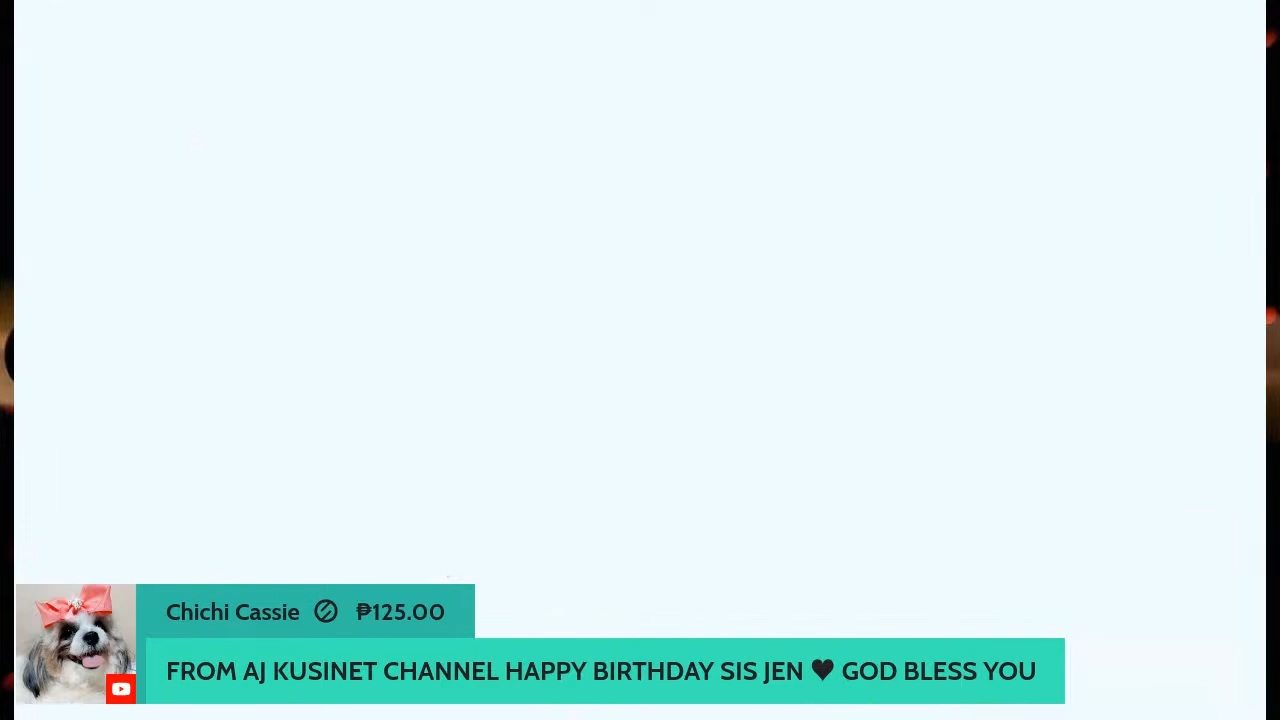 Chichi Cassie ₱125.00
FROM AJ KUSINET CHANNEL HAPPY BIRTHDAY SIS JEN ♥ GOD BLESS YOU